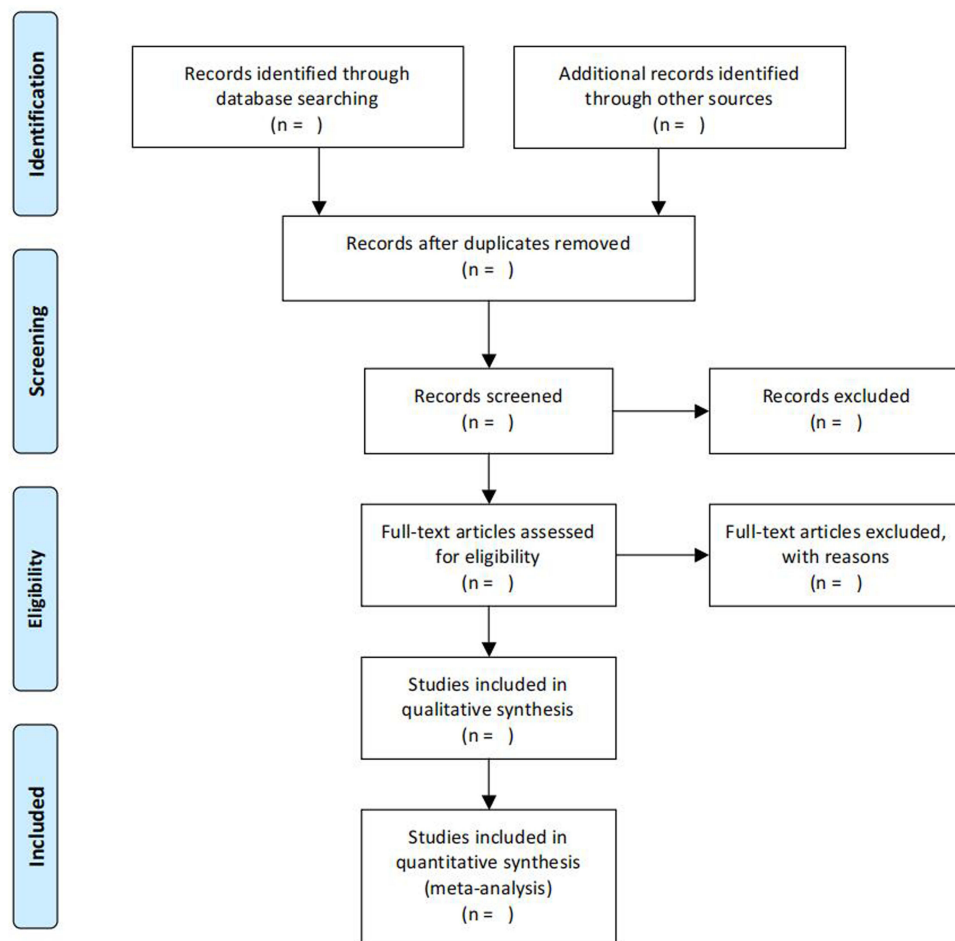 Identification
Records identified through
database searching
(n =   )
Additional records identified
through other sources
(n =   )
Records after duplicates removed
(n =   )
Screening
Records screened
(n =   )
Records excluded
(n =   )
Eligibility
Full-text articles assessed
for eligibility
(n =   )
Full-text articles excluded,
with reasons
(n =   )
Studies included in
qualitative synthesis
(n =   )
Included
Studies included in
quantitative synthesis
(meta-analysis)
(n =   )